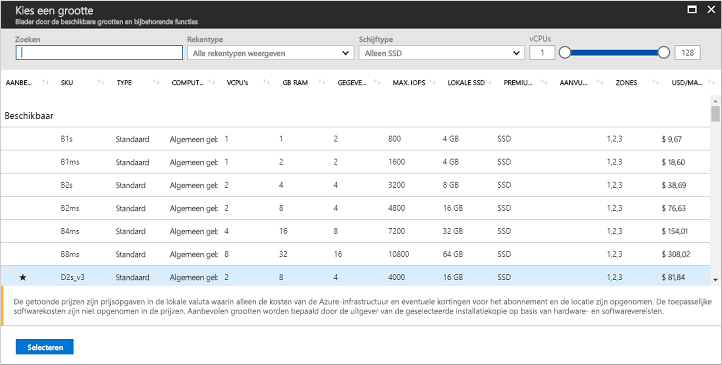 Kies een grootte
Blader door de beschikbare grootten en bijbehorende functies
Zoeken Rekentype Schijftype vCPUs
Alle rekentypen weergeven Alleen SSD 1 128
AANBE... SKU TYPE COMPUT... VCPU's GB RAM GEGEVE... MAX. IOPS LOKALE SSD PREMIU... AANVU... ZONES USD/MA...
Beschikbaar
B1s Standaard Algemeen get 1 1 2 800 4 GB SSD 1,2,3 $ 9,67
B1ms Standaard Algemeen get 1 2 2 1600 4 GB SSD 1,2,3 $ 18,60
B2s Standard Algemeen get 2 4 4 3200 8 GB SSD 1,2,3 $ 38,69
B2ms Standaard Algemeen get 2 8 4 4800 16 GB SSD 1,2,3 $ 76,63
B4ms Standaard Algemeen get 4 16 8 7200 32 GB SSD 1,2,3 $ 154,01
B8ms Standaard Algemeen get 8 32 16 10800 64 GB SSD 1,2,3 $ 308,02
★ D2s_v3 Standaard Algemeen get 2 8 4 4000 16 GB SSD 1,2,3 $ 81,84
De getoonde prijzen zijn prijsopgaven in de lokale valuta waarin alleen de kosten van de Azure-infrastructuur en eventuele kortingen voor het abonnement en de locatie zijn opgenomen. De toepasselijke
softwarekosten zijn niet opgenomen in de prijzen. Aanbevolen grootten worden bepaald door de uitgever van de geselecteerde installatiekopie op basis van hardware- en softwarevereisten.
Selecteren